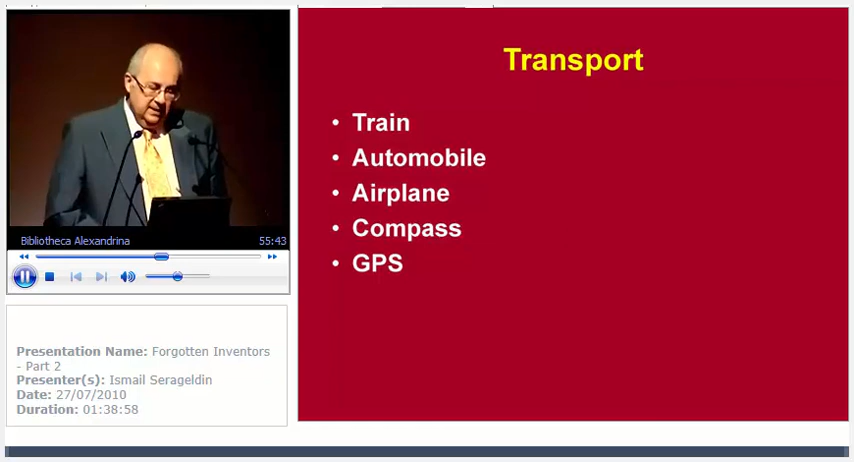 Transport
• Train
• Automobile
• Airplane
• Compass
• GPS
Bibliotheca Alexandrina 55:43
Presentation Name: Forgotten Inventors
- Part 2
Presenter(s): Ismail Serageldin
Date: 27/07/2010
Duration: 01:38:58